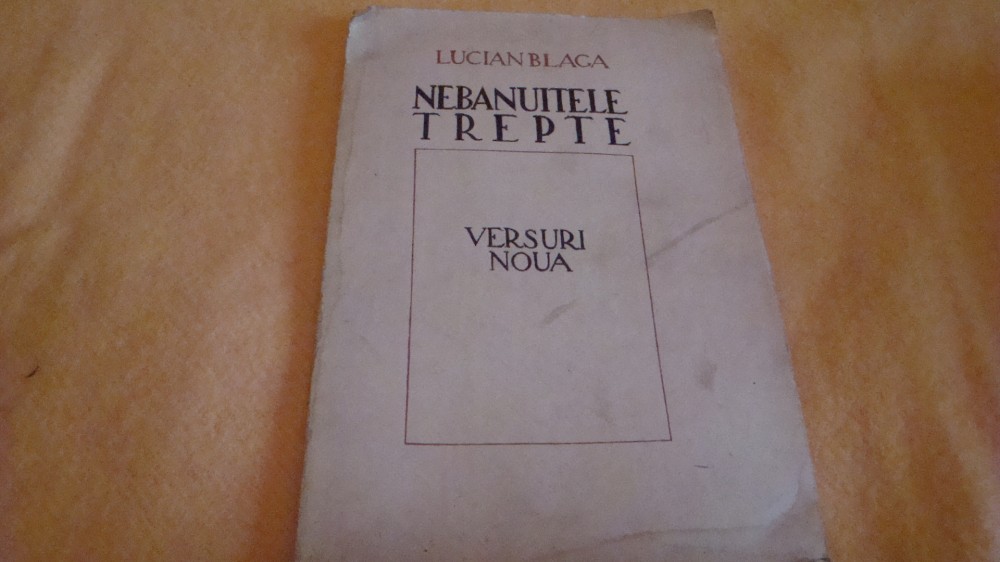 LUCIAN BLAGA
NEBANUITELE
TREPTE
VERSURI
NOUA